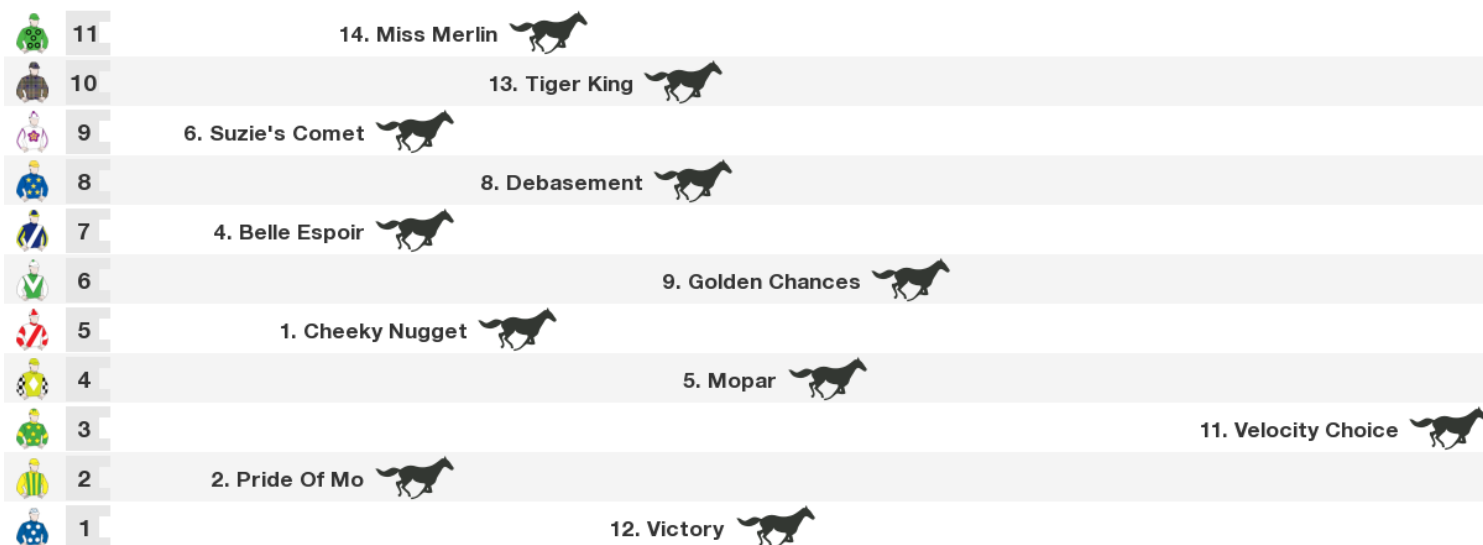 11 14. Miss Merlin
10 13. Tiger King
9 6. Suzie's Comet
8 8. Debasement
7 4. Belle Espoir
6 9. Golden Chances
5 1. Cheeky Nugget
4 5. Mopar
3 11. Velocity Choice
2 2. Pride Of Mo
1 12. Victory